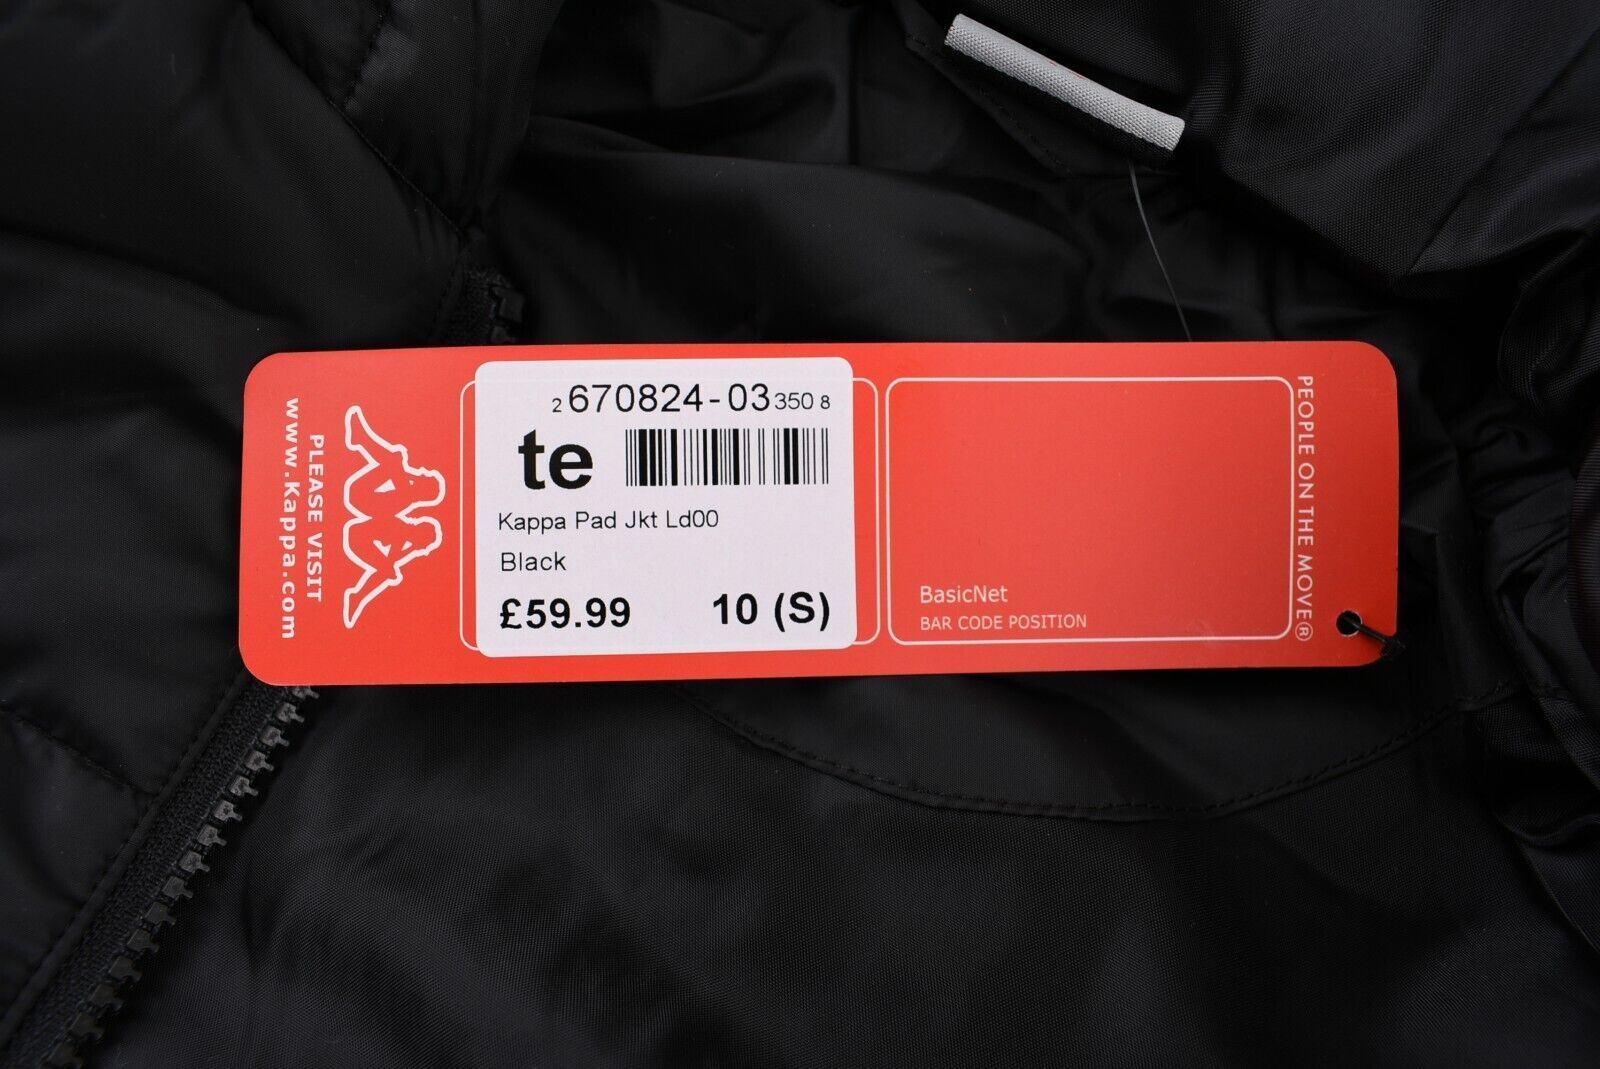 PLEASE VISIT
www.Kappa.com
2 670824-03 350 8
te
Kappa Pad Jkt Ld00
Black
£59.99 10 (S)
BasicNet
BAR CODE POSITION
PEOPLE ON THE MOVE®